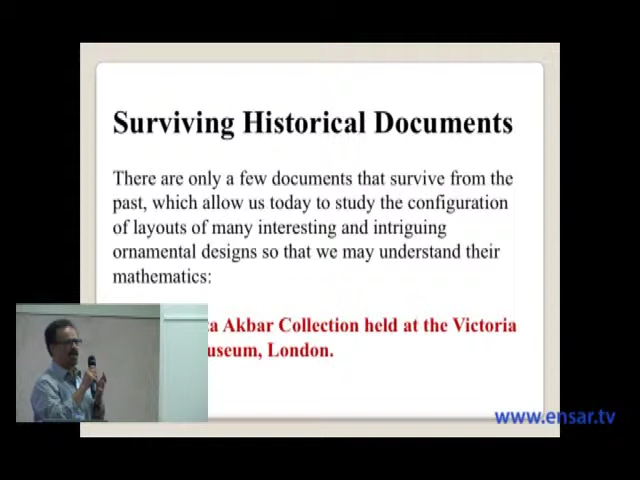 Surviving Historical Documents
There are only a few documents that survive from the
past, which allow us today to study the configuration
of layouts of many interesting and intriguing
ornamental designs so that we may understand their
mathematics:
Akbar Collection held at the Victoria
Museum, London.
www.ensar.tv